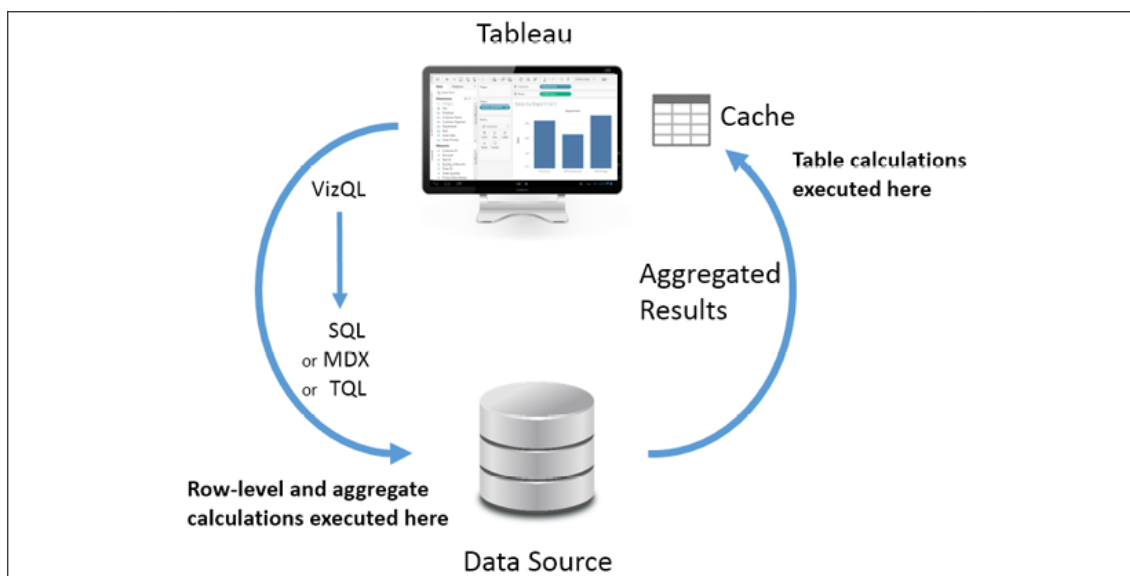 Tableau
Cache
Table calculations
executed here
VizQL
Aggregated
Results
SQL
or MDX
or TQL
Row-level and aggregate
calculations executed here
Data Source